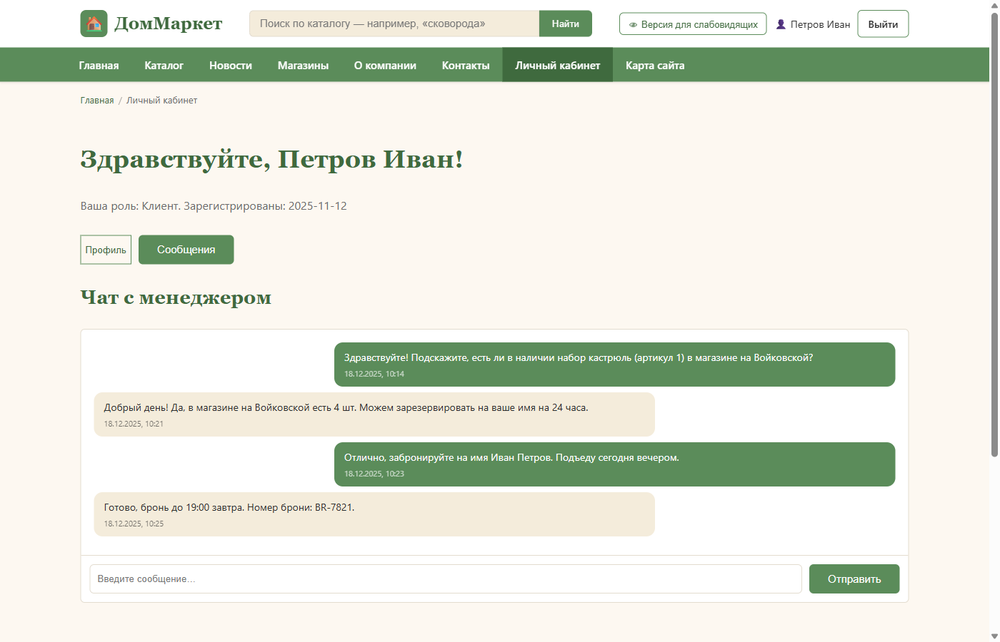 ДомМаркет
Поиск по каталогу — например, «сковорода»
Найти
Версия для слабовидящих
Петров Иван
Выйти
Главная
Каталог
Новости
Магазины
О компании
Контакты
Личный кабинет
Карта сайта
Главная / Личный кабинет
Здравствуйте, Петров Иван!
Ваша роль: Клиент. Зарегистрированы: 2025-11-12
Профиль
Сообщения
Чат с менеджером
Здравствуйте! Подскажите, есть ли в наличии набор кастрюль (артикул 1) в магазине на Войковской?
18.12.2025, 10:14
Добрый день! Да, в магазине на Войковской есть 4 шт. Можем зарезервировать на ваше имя на 24 часа.
18.12.2025, 10:21
Отлично, забронируйте на имя Иван Петров. Подъеду сегодня вечером.
18.12.2025, 10:23
Готово, бронь до 19:00 завтра. Номер брони: BR-7821.
18.12.2025, 10:25
Введите сообщение...
Отправить